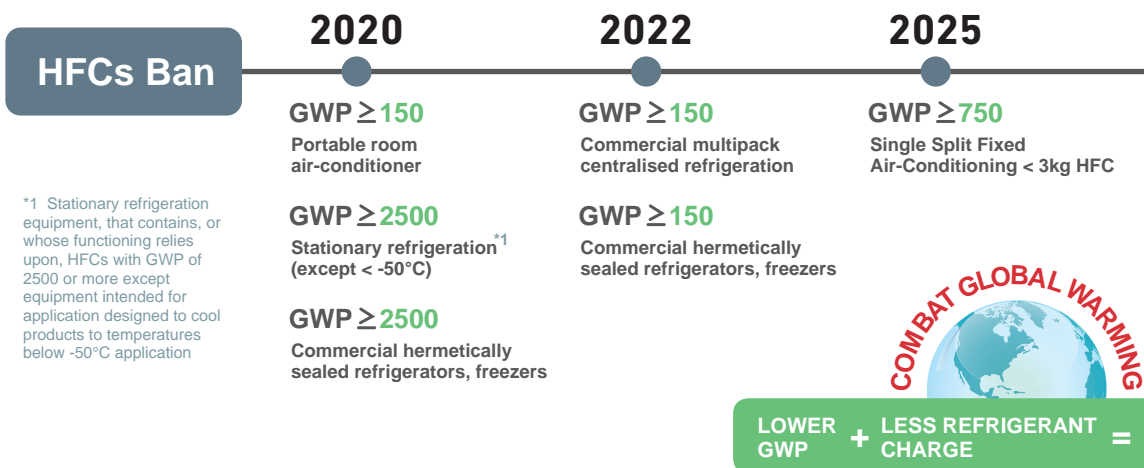 HFCs Ban
2020
GWP ≥150
Portable room
air-conditioner
GWP ≥2500
Stationary refrigeration*1
(except < -50°C)
GWP ≥2500
Commercial hermetically
sealed refrigerators, freezers
2022
GWP ≥150
Commercial multipack
centralised refrigeration
GWP ≥150
Commercial hermetically
sealed refrigerators, freezers
2025
GWP ≥750
Single Split Fixed
Air-Conditioning < 3kg HFC
*1 Stationary refrigeration
equipment, that contains, or
whose functioning relies
upon, HFCs with GWP of
2500 or more except
equipment intended for
application designed to cool
products to temperatures
below -50°C application
COMBAT GLOBAL WARMING
LOWER
GWP
+
LESS REFRIGERANT
CHARGE
=